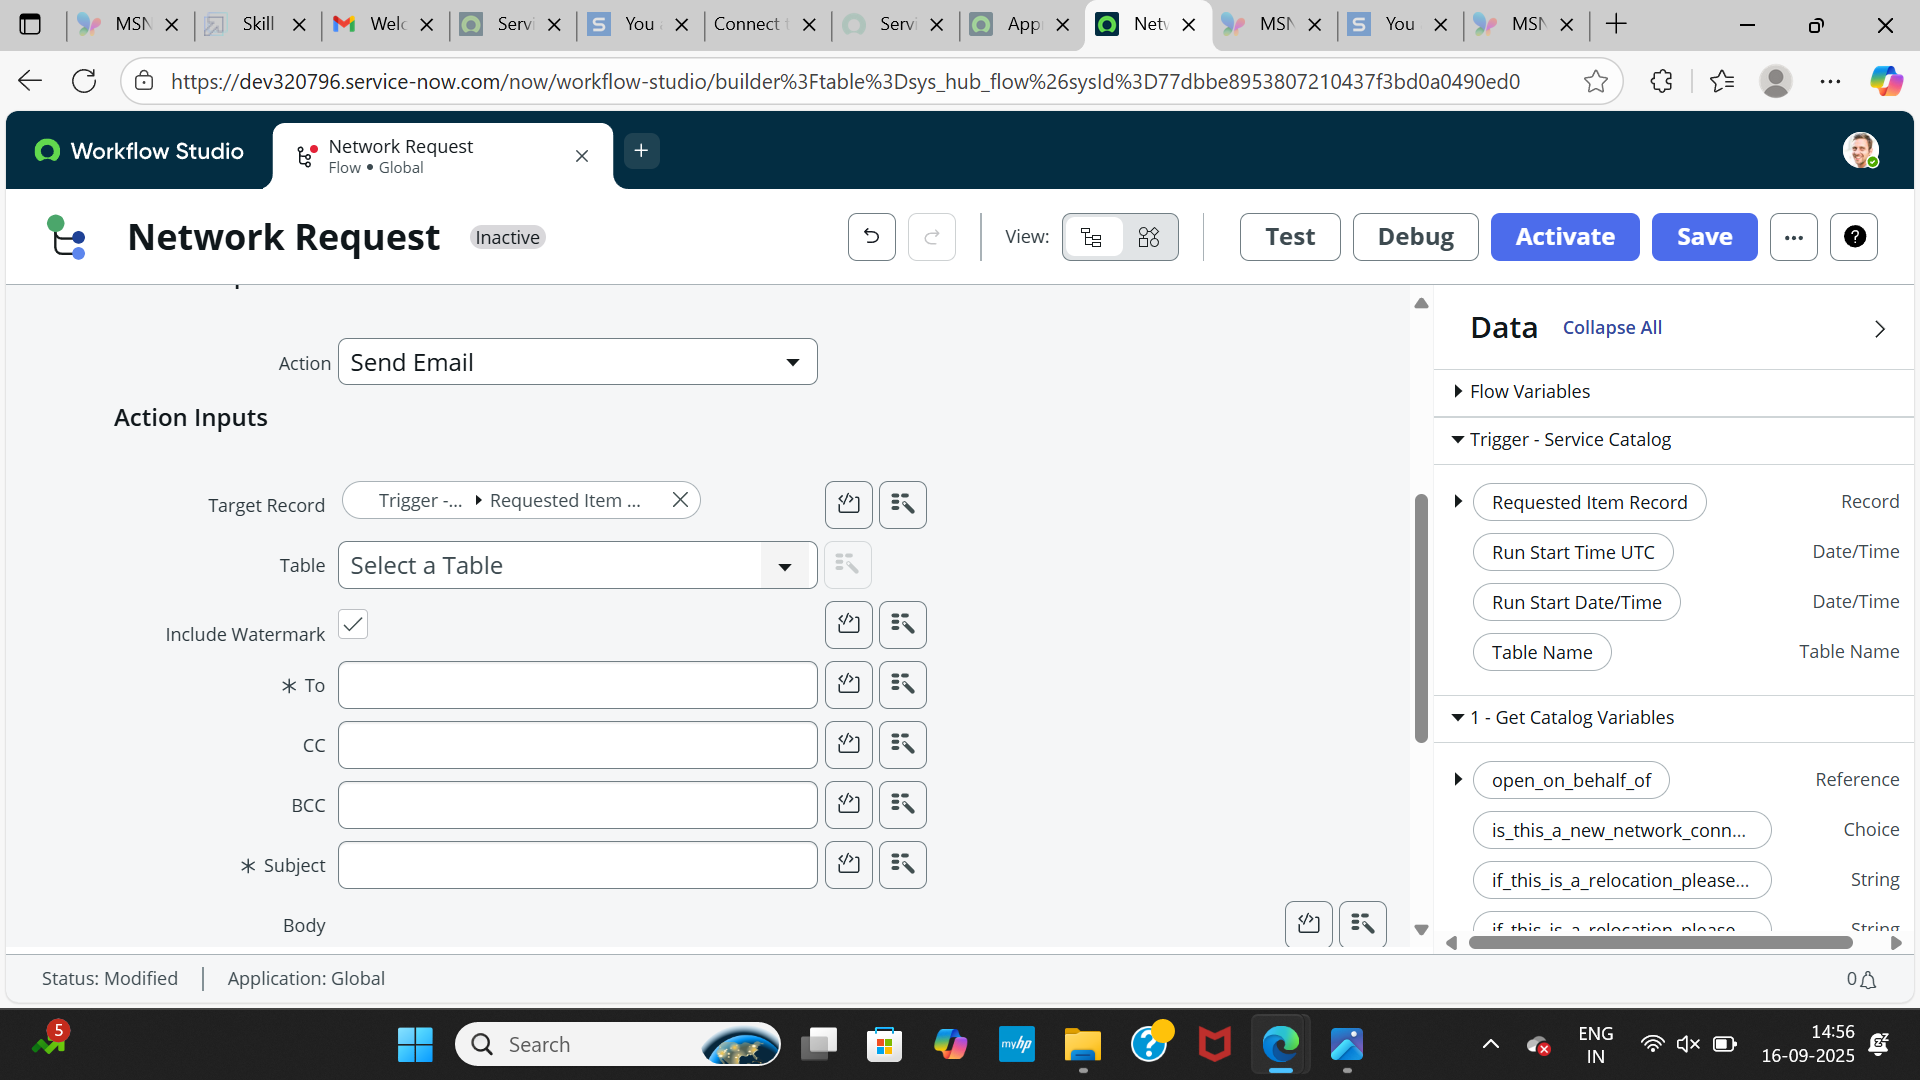 MSN
Skill
Welc
Servi
You a
Connect t
Servi
App
Netw
MSN
You
MSN
https://dev320796.service-now.com/now/workflow-studio/builder%3Ftable%3Dsys_hub_flow%26sysId%3D77dbbe8953807210437f3bd0a0490ed0
Workflow Studio
Network Request
Flow • Global
Network Request
Inactive
View:
Test
Debug
Activate
Save
Action
Send Email
Action Inputs
Target Record
Trigger -... ▸ Requested Item ...
Table
Select a Table
Include Watermark
* To
CC
BCC
* Subject
Body
Data
Collapse All
Flow Variables
Trigger - Service Catalog
Requested Item Record
Record
Run Start Time UTC
Date/Time
Run Start Date/Time
Date/Time
Table Name
Table Name
1 - Get Catalog Variables
open_on_behalf_of
Reference
is_this_a_new_network_conn...
Choice
if_this_is_a_relocation_please...
String
if_this_is_a_relocation_please...
String
Status: Modified
Application: Global
0
5
Search
myhp
ENG
IN
14:56
16-09-2025